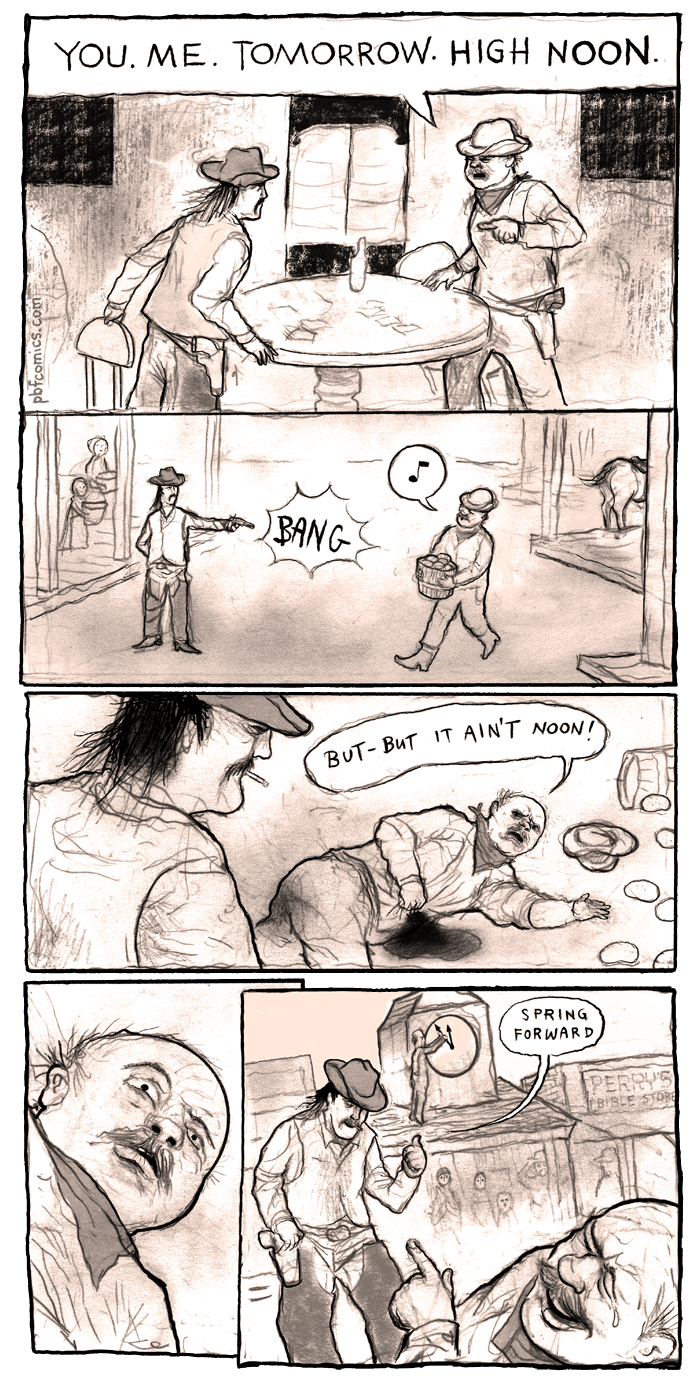 YOU. ME. TOMORROW. HIGH NOON.
pbfcomics.com
BANG
BUT-BUT IT AIN'T NOON!
SPRING
FORWARD
PERRY'S
BIBLE STORE